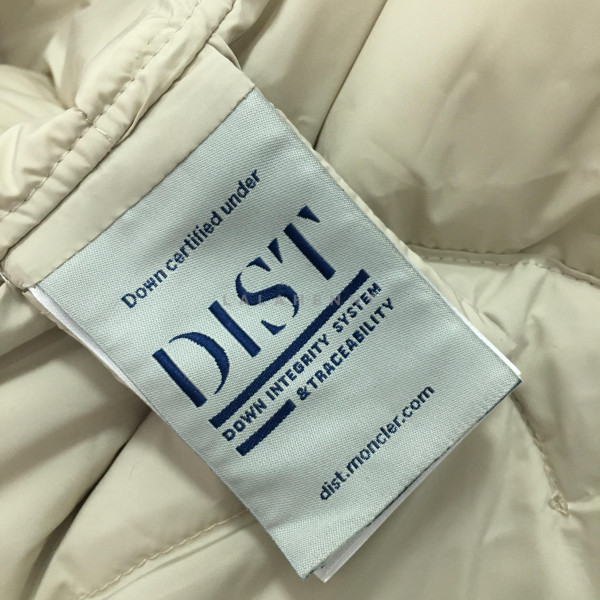 Down certified under
DIST
DOWN INTEGRITY SYSTEM
& TRACEABILITY
dist.moncler.com